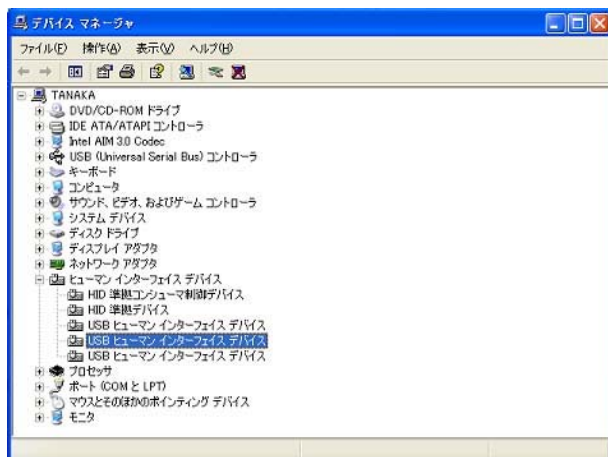 デバイス マネージャ
ファイル(F) 操作(A) 表示(V) ヘルプ(H)
TANAKA
DVD/CD-ROM ドライブ
IDE ATA/ATAPI コントローラ
Intel AIM 3.0 Codec
USB (Universal Serial Bus) コントローラ
キーボード
コンピュータ
サウンド、ビデオ、およびゲーム コントローラ
システム デバイス
ディスク ドライブ
ディスプレイ アダプタ
ネットワーク アダプタ
ヒューマン インターフェイス デバイス
HID 準拠コンシューマ制御デバイス
HID 準拠デバイス
USB ヒューマン インターフェイス デバイス
USB ヒューマン インターフェイス デバイス
USB ヒューマン インターフェイス デバイス
プロセッサ
ポート (COM と LPT)
マウスとそのほかのポインティング デバイス
モニタ